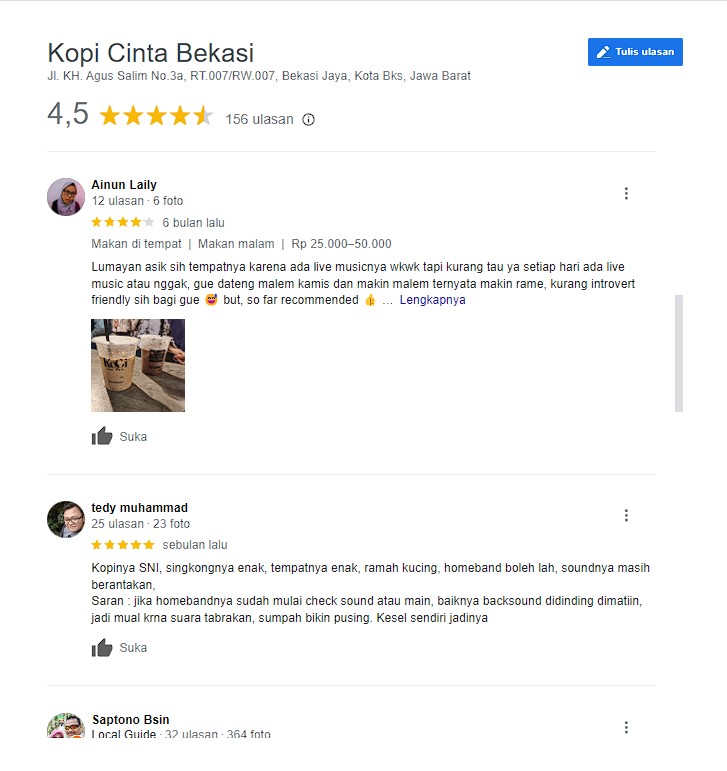 Kopi Cinta Bekasi
Tulis ulasan
Jl. KH. Agus Salim No.3a, RT.007/RW.007, Bekasi Jaya, Kota Bks, Jawa Barat
4,5 156 ulasan
Ainun Laily
12 ulasan · 6 foto
6 bulan lalu
Makan di tempat | Makan malam | Rp 25.000–50.000
Lumayan asik sih tempatnya karena ada live musicnya wkwk tapi kurang tau ya setiap hari ada live
music atau nggak, gue dateng malem kamis dan makin malem ternyata makin rame, kurang introvert
friendly sih bagi gue 😅 but, so far recommended 👍 … Lengkapnya
KoCi
Suka
tedy muhammad
25 ulasan · 23 foto
sebulan lalu
Kopinya SNI, singkongnya enak, tempatnya enak, ramah kucing, homeband boleh lah, soundnya masih
berantakan,
Saran : jika homebandnya sudah mulai check sound atau main, baiknya backsound didinding dimatiin,
jadi mual krna suara tabrakan, sumpah bikin pusing. Kesel sendiri jadinya
Suka
Saptono Bsin
Local Guide · 32 ulasan · 364 foto